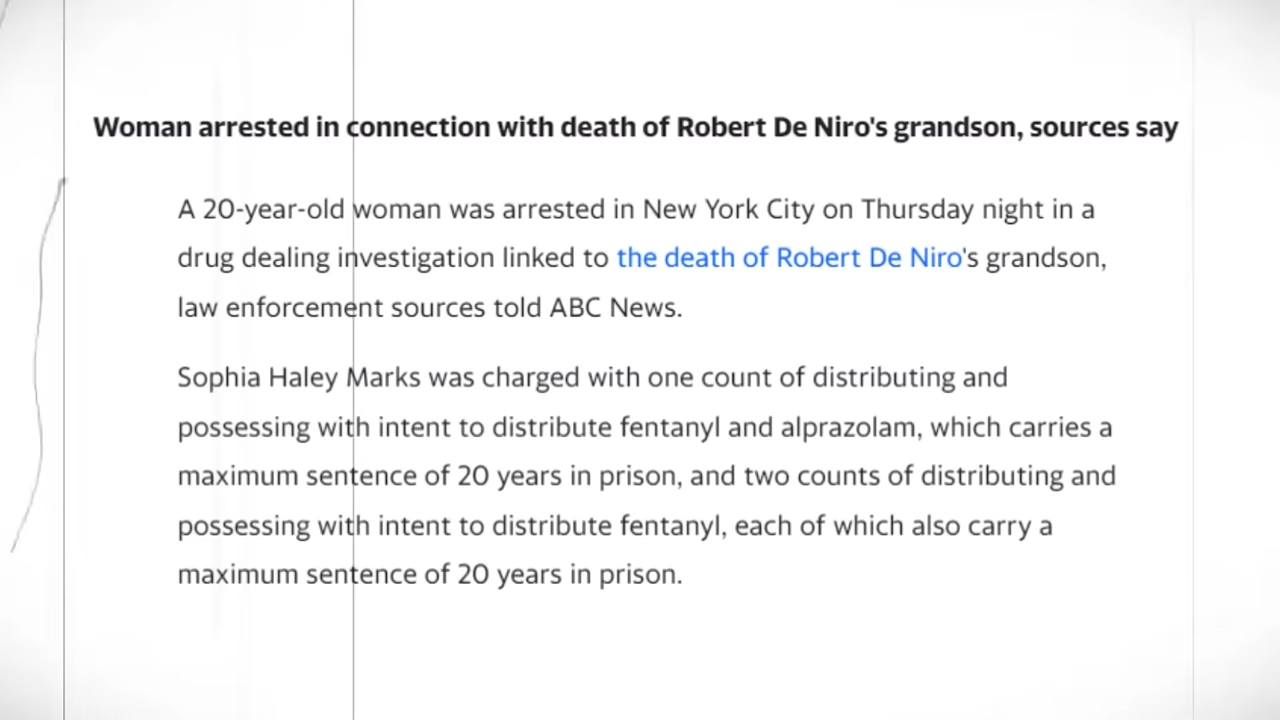 Woman arrested in connection with death of Robert De Niro's grandson, sources say
A 20-year-old woman was arrested in New York City on Thursday night in a
drug dealing investigation linked to the death of Robert De Niro's grandson,
law enforcement sources told ABC News.
Sophia Haley Marks was charged with one count of distributing and
possessing with intent to distribute fentanyl and alprazolam, which carries a
maximum sentence of 20 years in prison, and two counts of distributing and
possessing with intent to distribute fentanyl, each of which also carry a
maximum sentence of 20 years in prison.